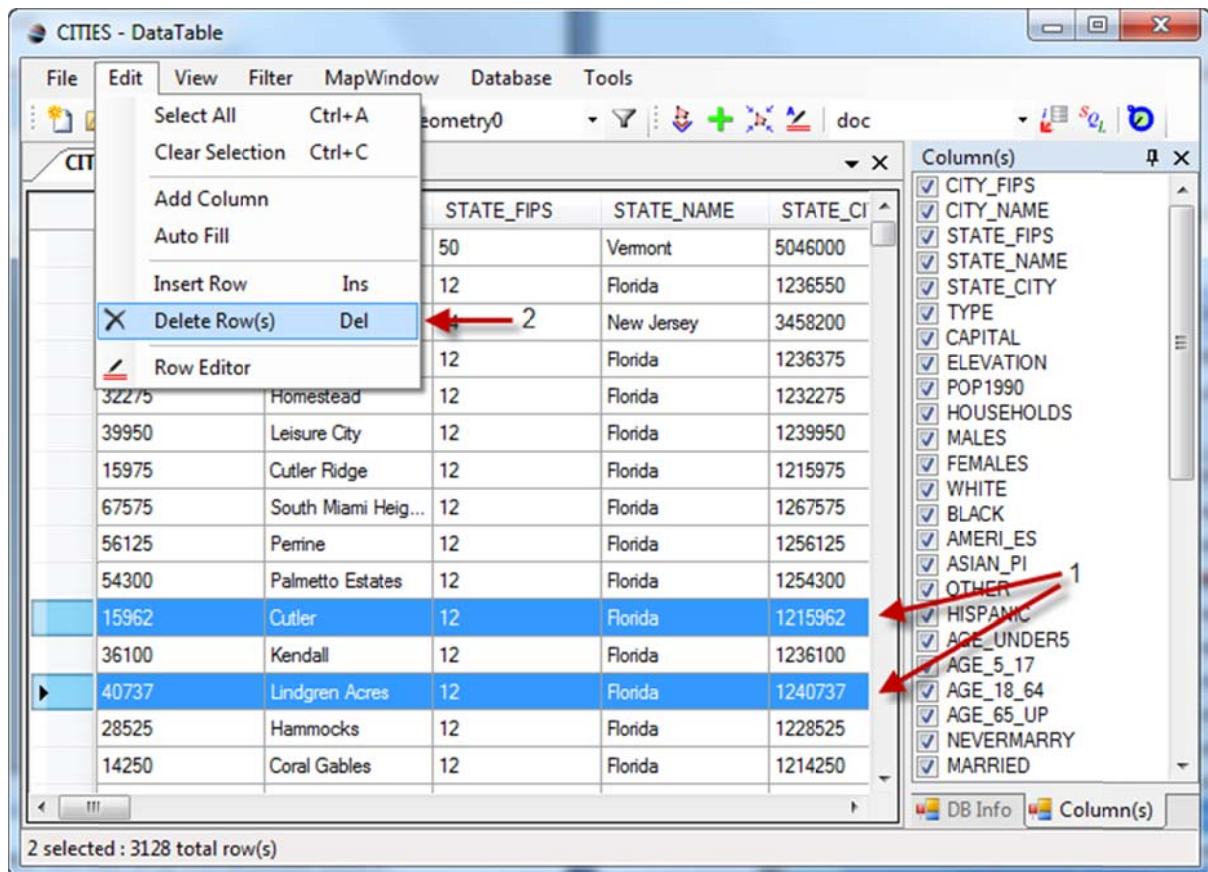 CITIES - DataTable
File Edit View Filter MapWindow Database Tools
eometry0 doc SQL
Select All Ctrl+A
Clear Selection Ctrl+C
Add Column
Auto Fill
Insert Row Ins
Delete Row(s) Del
Row Editor
2
CIT
STATE_FIPS STATE_NAME STATE_CI
50 Vermont 5046000
12 Florida 1236550
New Jersey 3458200
12 Florida 1236375
32275 Homestead 12 Florida 1232275
39950 Leisure City 12 Florida 1239950
15975 Cutler Ridge 12 Florida 1215975
67575 South Miami Heig... 12 Florida 1267575
56125 Perrine 12 Florida 1256125
54300 Palmetto Estates 12 Florida 1254300
15962 Cutler 12 Florida 1215962
36100 Kendall 12 Florida 1236100
40737 Lindgren Acres 12 Florida 1240737
28525 Hammocks 12 Florida 1228525
14250 Coral Gables 12 Florida 1214250
1
Column(s)
CITY_FIPS
CITY_NAME
STATE_FIPS
STATE_NAME
STATE_CITY
TYPE
CAPITAL
ELEVATION
POP1990
HOUSEHOLDS
MALES
FEMALES
WHITE
BLACK
AMERI_ES
ASIAN_PI
OTHER
HISPANIC
AGE_UNDER5
AGE_5_17
AGE_18_64
AGE_65_UP
NEVERMARRY
MARRIED
DB Info Column(s)
2 selected : 3128 total row(s)